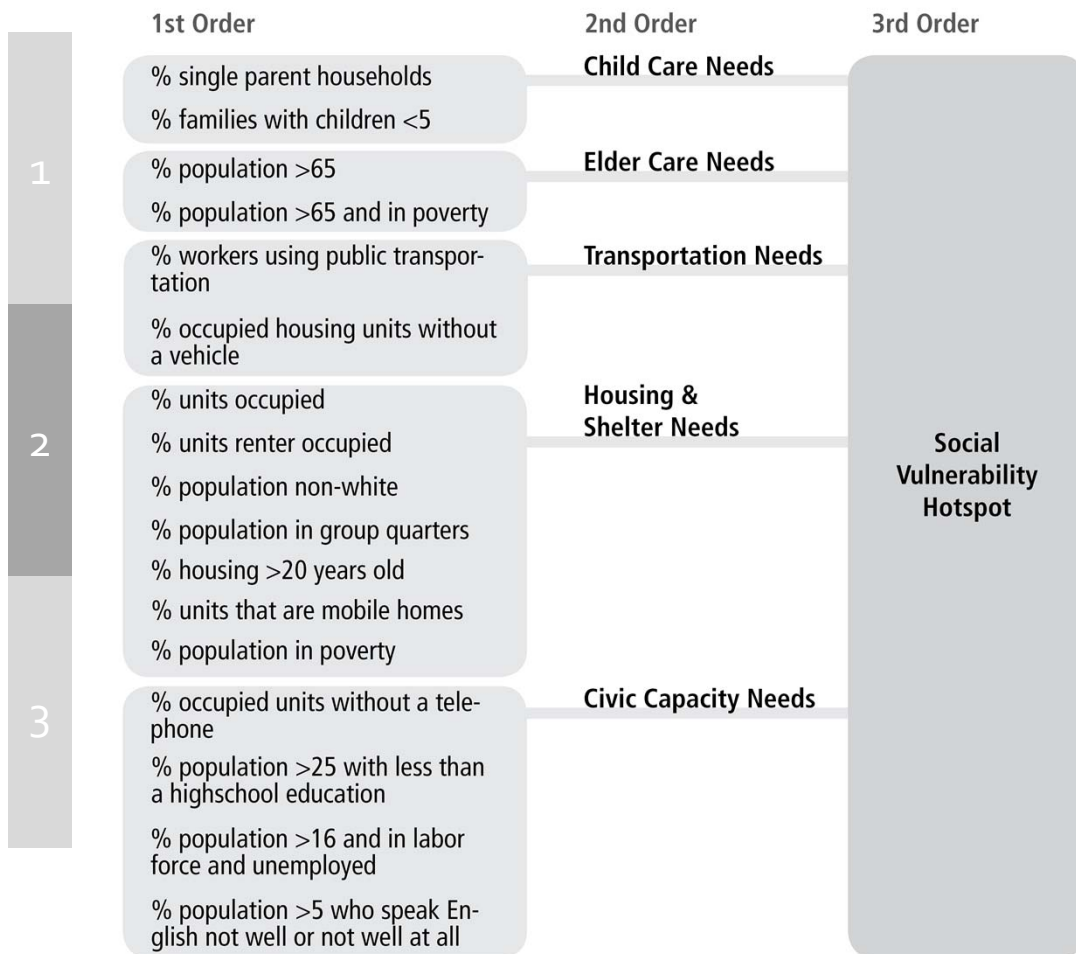 1st Order
2nd Order
3rd Order
1
2
3
% single parent households
% families with children <5
Child Care Needs
% population >65
% population >65 and in poverty
Elder Care Needs
% workers using public transpor-
tation
% occupied housing units without
a vehicle
Transportation Needs
% units occupied
% units renter occupied
% population non-white
% population in group quarters
% housing >20 years old
% units that are mobile homes
% population in poverty
Housing &
Shelter Needs
% occupied units without a tele-
phone
% population >25 with less than
a highschool education
% population >16 and in labor
force and unemployed
% population >5 who speak En-
glish not well or not well at all
Civic Capacity Needs
Social
Vulnerability
Hotspot